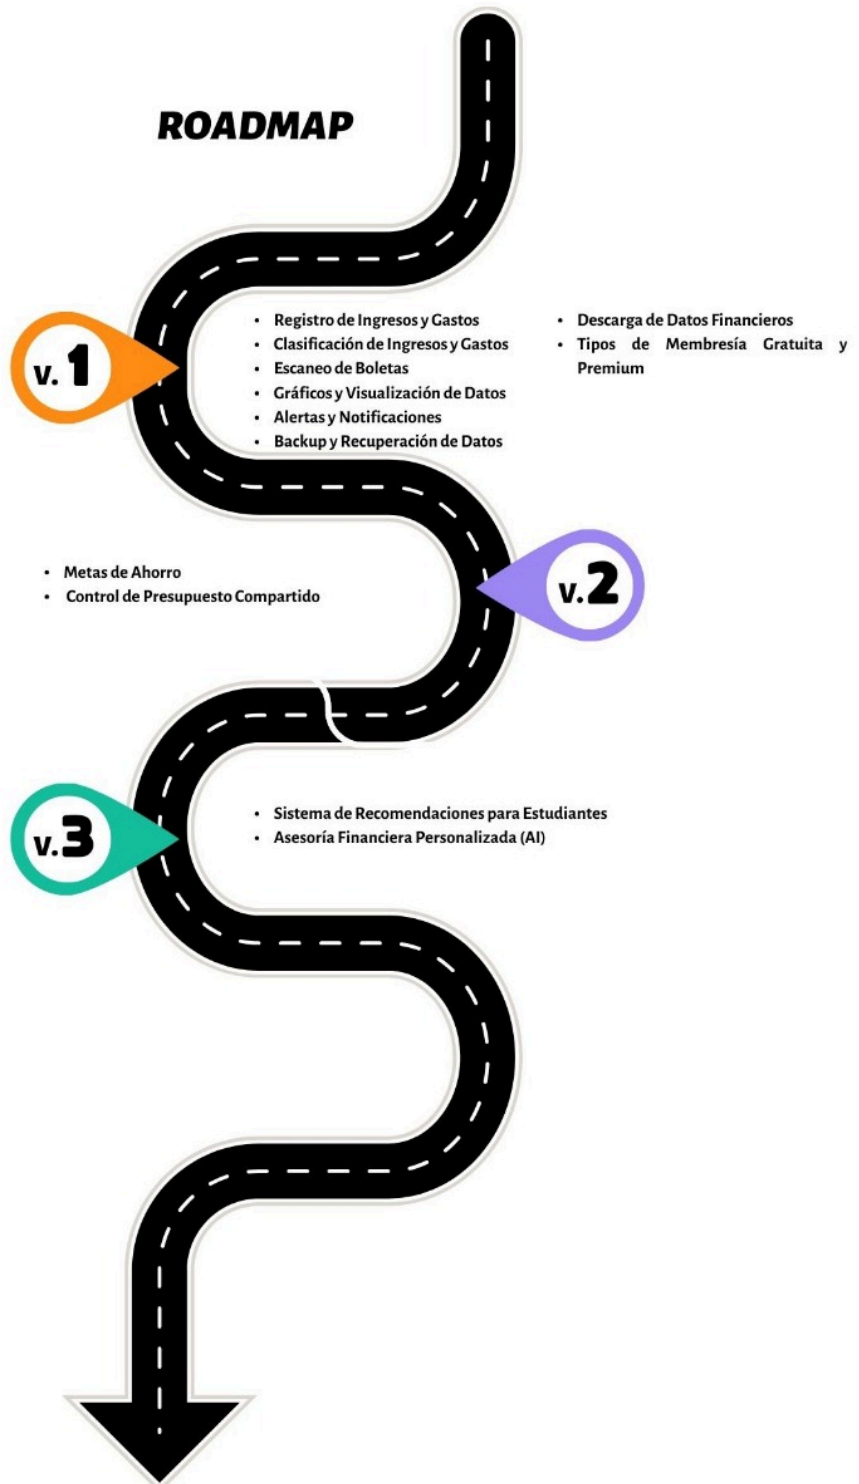 ROADMAP
v. 1
• Registro de Ingresos y Gastos
• Clasificación de Ingresos y Gastos
• Escaneo de Boletas
• Gráficos y Visualización de Datos
• Alertas y Notificaciones
• Backup y Recuperación de Datos
• Descarga de Datos Financieros
• Tipos de Membresía Gratuita y
Premium
v.2
• Metas de Ahorro
• Control de Presupuesto Compartido
v.3
• Sistema de Recomendaciones para Estudiantes
• Asesoría Financiera Personalizada (AI)